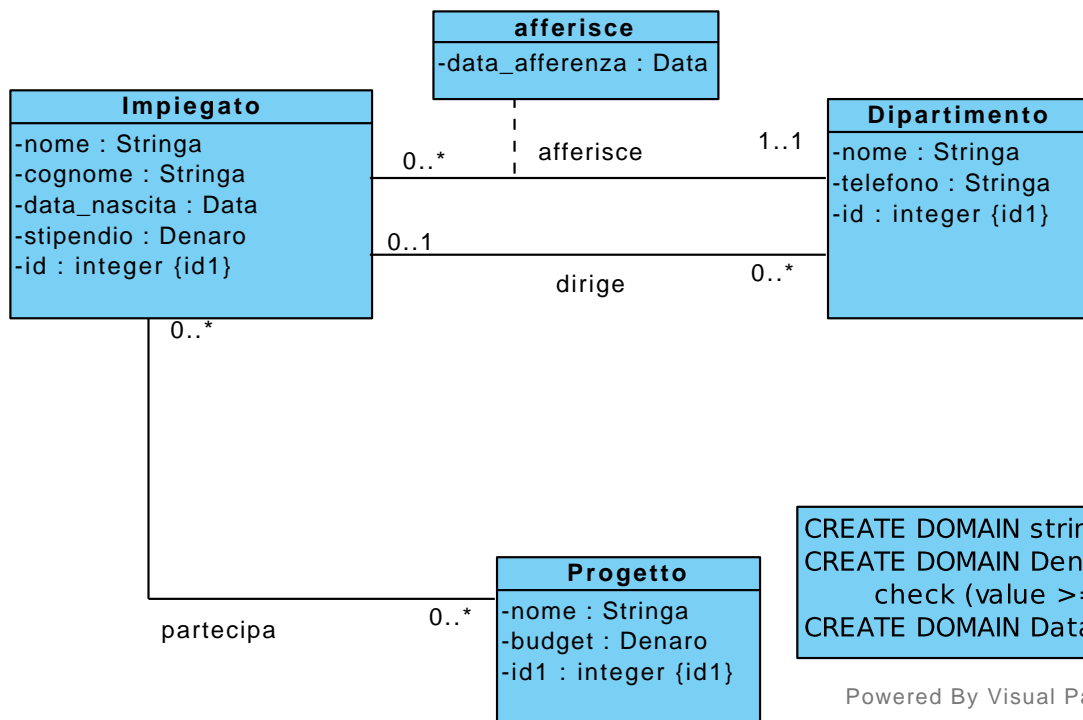 afferisce
-data_afferenza : Data
Impiegato
-nome : Stringa
-cognome : Stringa
-data_nascita : Data
-stipendio : Denaro
-id : integer {id1}
Dipartimento
-nome : Stringa
-telefono : Stringa
-id : integer {id1}
0..*
afferisce
1..1
0..1
dirige
0..*
0..*
partecipa
0..*
Progetto
-nome : Stringa
-budget : Denaro
-id1 : integer {id1}
CREATE DOMAIN
CREATE DOMAIN
check (value >=
CREATE DOMAIN Data
Powered By Visual